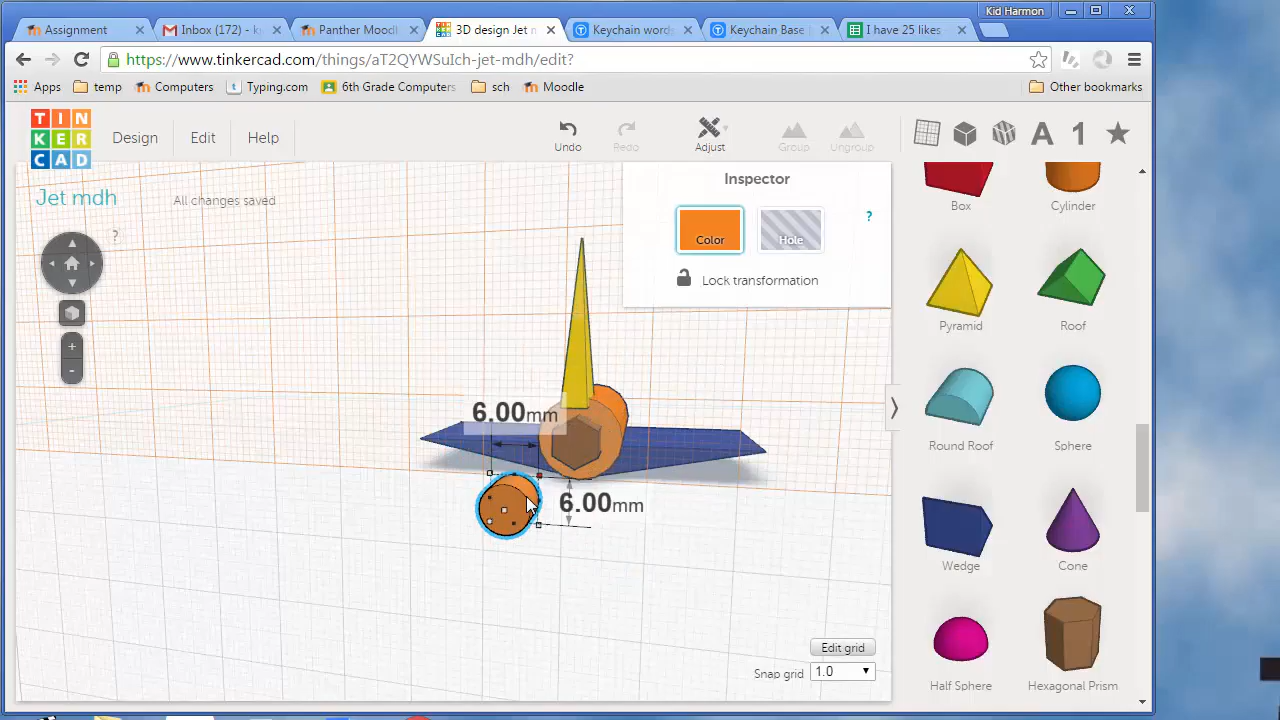 Kid Harmon
Assignment
Inbox (172) - k
Panther Moodl
3D design Jet n
Keychain word
Keychain Base |
I have 25 likes
https://www.tinkercad.com/things/aT2QYWSuIch-jet-mdh/edit?
Apps temp Computers Typing.com 6th Grade Computers sch Moodle Other bookmarks
TIN
KER
CAD
Design Edit Help
Undo Redo Adjust Group Ungroup
A 1
Jet mdh
All changes saved
?
+
-
Inspector
Color Hole ?
Lock transformation
6.00mm
6.00mm
Edit grid
Snap grid 1.0
Box Cylinder
Pyramid Roof
Round Roof Sphere
Wedge Cone
Half Sphere Hexagonal Prism